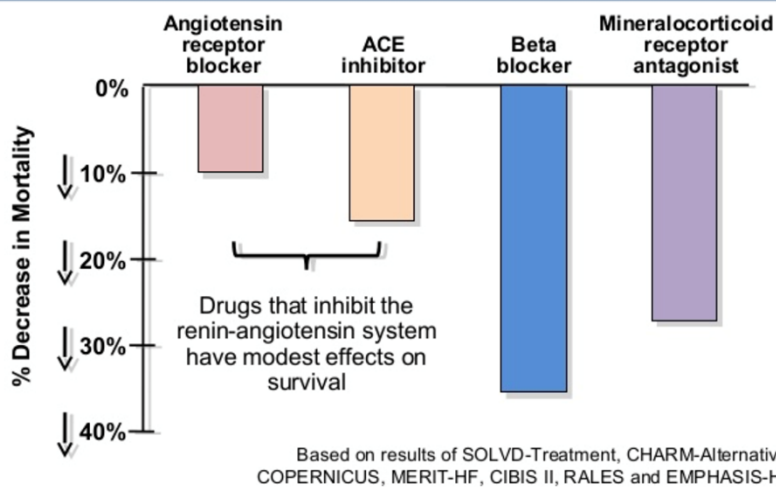 Angiotensin
receptor
blocker
ACE
inhibitor
Beta
blocker
Mineralocorticoid
receptor
antagonist
% Decrease in Mortality
0%
10%
20%
30%
40%
Drugs that inhibit the
renin-angiotensin system
have modest effects on
survival
Based on results of SOLVD-Treatment, CHARM-Alternativ
COPERNICUS, MERIT-HF, CIBIS II, RALES and EMPHASIS-H